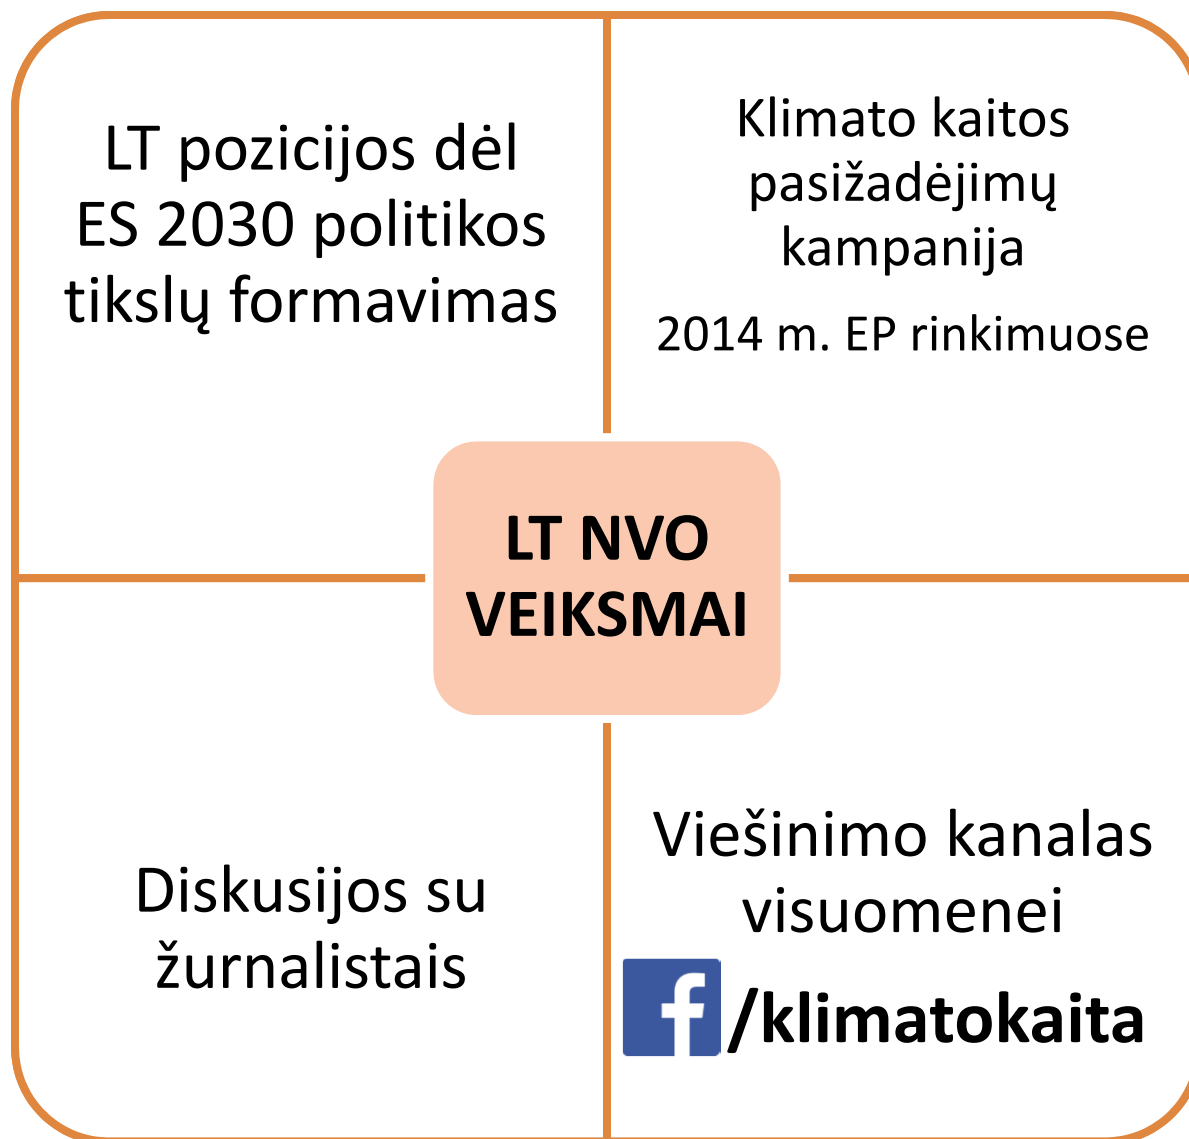 LT pozicijos dėl
ES 2030 politikos
tikslų formavimas
Klimato kaitos
pasižadėjimų
kampanija
2014 m. EP rinkimuose
LT NVO
VEIKSMAI
Diskusijos su
žurnalistais
Viešinimo kanalas
visuomenei
f/klimatokaita